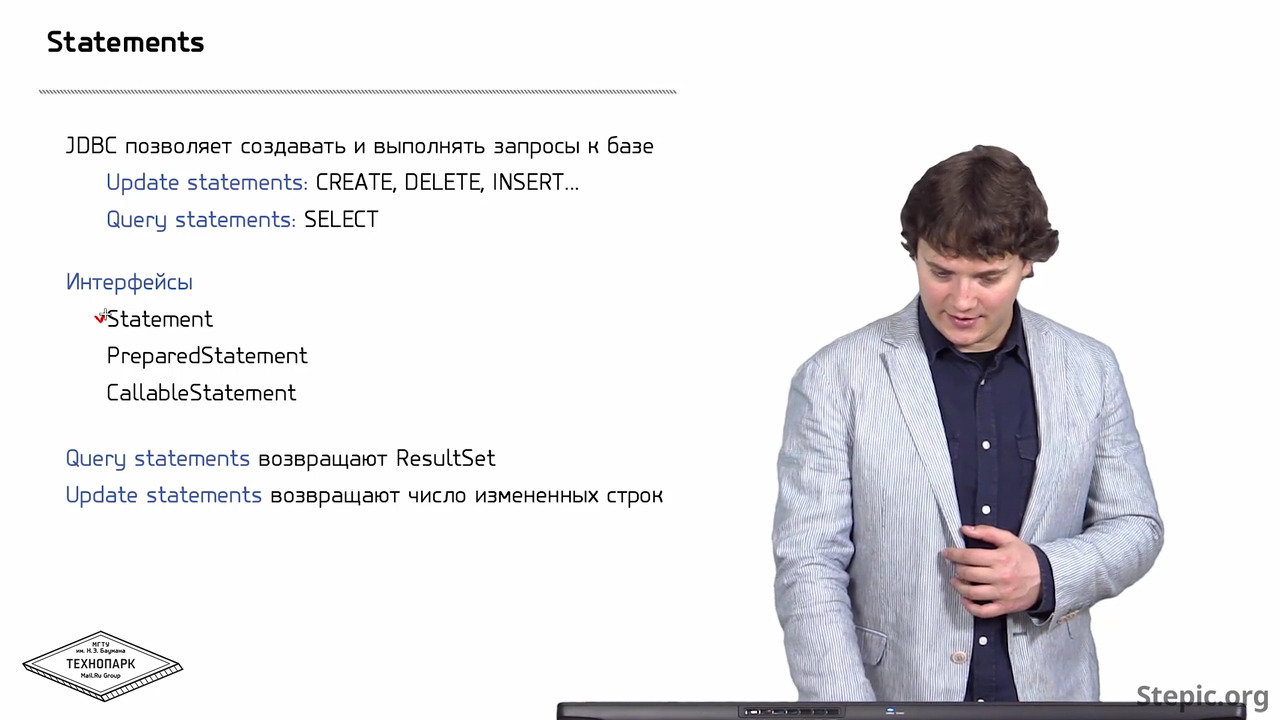 Statements
JDBC позволяет создавать и выполнять запросы к базе
Update statements: CREATE, DELETE, INSERT...
Query statements: SELECT
Интерфейсы
Statement
PreparedStatement
CallableStatement
Query statements возвращают ResultSet
Update statements возвращают число измененных строк
МГТУ
им. Н.Э. Баумана
ТЕХНОПАРК
Mail.Ru Group
Stepic.org